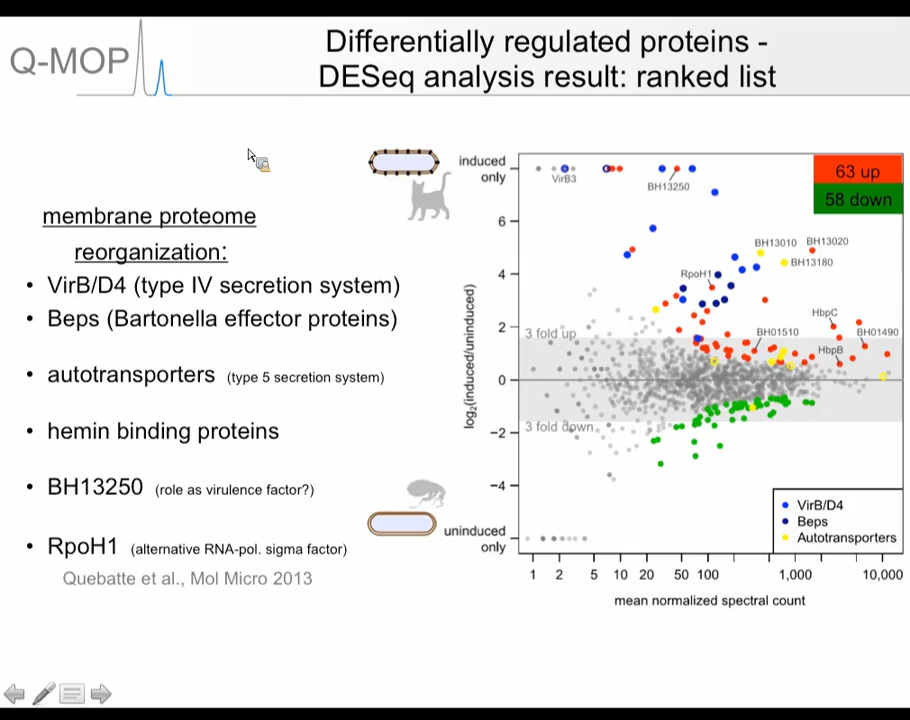 Q-MOP
Differentially regulated proteins -
DESeq analysis result: ranked list
membrane proteome
reorganization:
• VirB/D4 (type IV secretion system)
• Beps (Bartonella effector proteins)
• autotransporters (type 5 secretion system)
• hemin binding proteins
• BH13250 (role as virulence factor?)
• RpoH1 (alternative RNA-pol. sigma factor)
Quebatte et al., Mol Micro 2013
induced
only
6
4
2
0
−2
−4
uninduced
only
log2(induced/uninduced)
63 up
58 down
VirB3
BH13250
BH13010
BH13020
BH13180
RpoH1
HbpC
BH01510
BH01490
HbpB
3 fold up
3 fold down
VirB/D4
Beps
Autotransporters
1 2 5 10 20 50 100 1,000 10,000
mean normalized spectral count